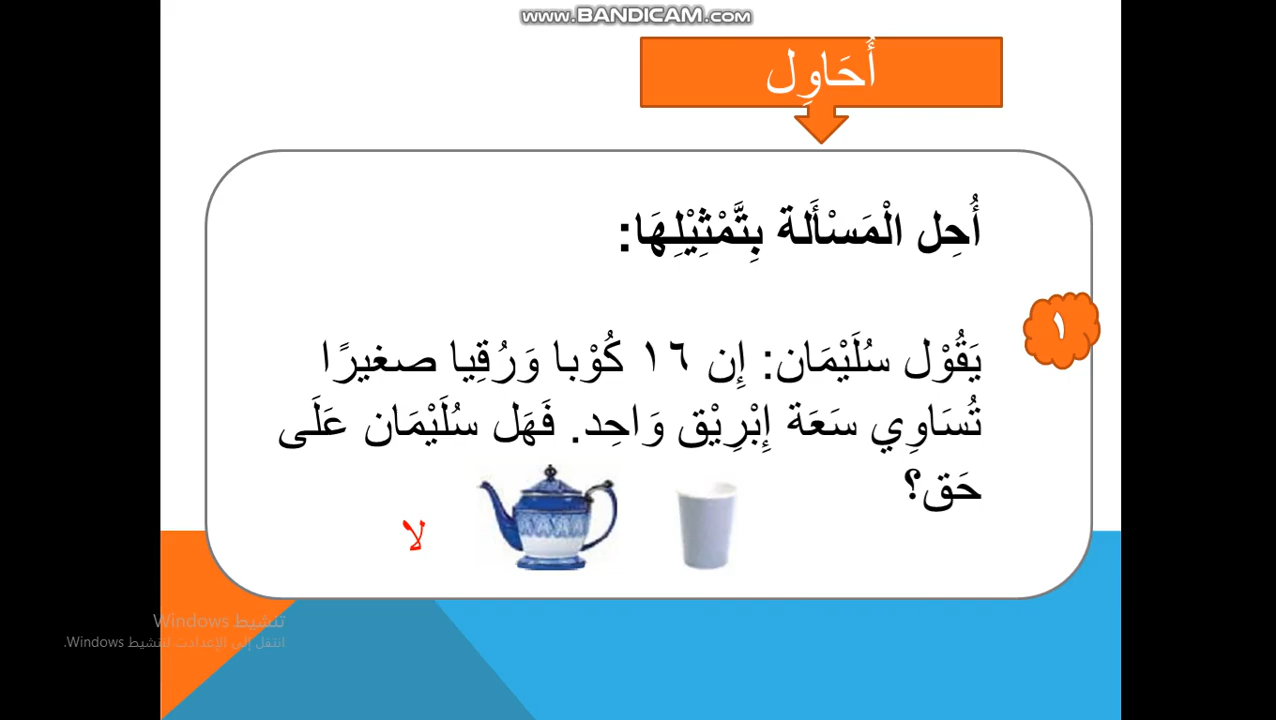 www.BANDICAM.com
أُحَاوِل
أُحِل الْمَسْأَلة بِتَّمْثِيْلِهَا:
١
يَقُوْل سُلَيْمَان: إِن ١٦ كُوْبا وَرُقِيا صغيرًا
تُسَاوِي سَعَة إِبْرِيْق وَاحِد. فَهَل سُلَيْمَان عَلَى
حَق؟
لا
تنشيط Windows
انتقل إلى الإعدادات لتنشيط Windows.